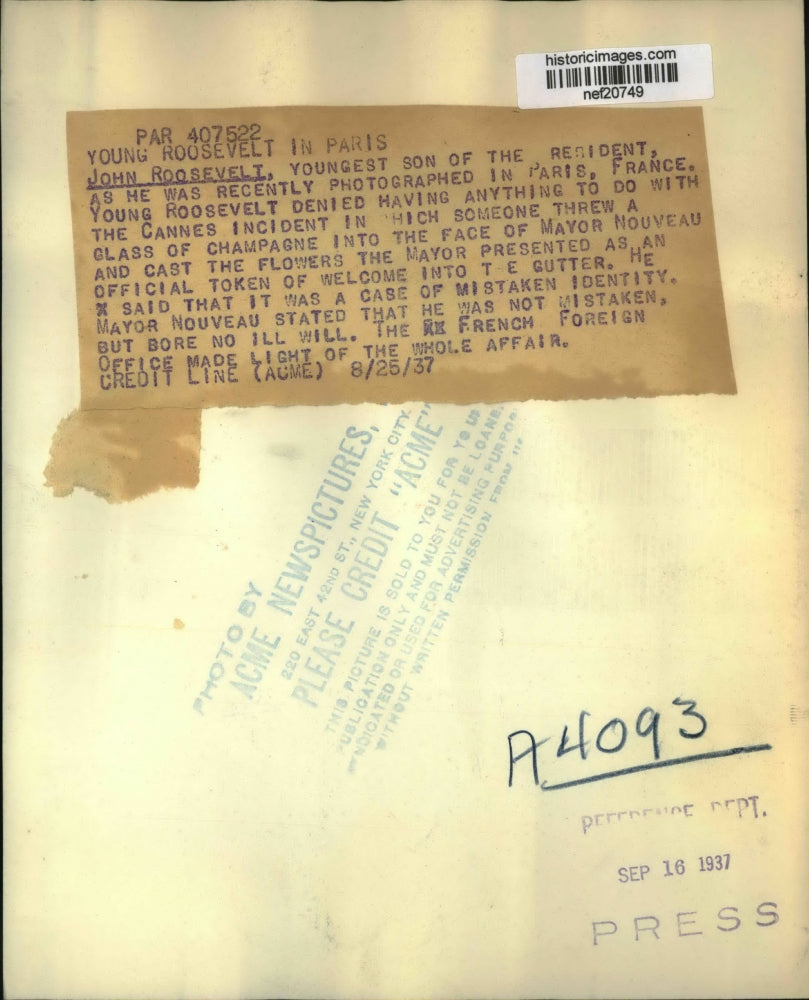 historicimages.com
nef20749
PAR 407522
YOUNG ROOSEVELT IN PARIS
JOHN ROOSEVELT, YOUNGEST SON OF THE RESIDENT,
AS HE WAS RECENTLY PHOTOGRAPHED IN PARIS, FRANCE.
YOUNG ROOSEVELT DENIED HAVING ANYTHING TO DO WITH
THE CANNES INCIDENT IN HICH SOMEONE THREW A
GLASS OF CHAMPAGNE INTO THE FACE OF MAYOR NOUVEAU
AND CAST THE FLOWERS THE MAYOR PRESENTED AS AN
OFFICIAL TOKEN OF WELCOME INTO T E GUTTER. HE
X SAID THAT IT WAS A CASE OF MISTAKEN IDENTITY.
MAYOR NOUVEAU STATED THAT HE WAS NOT MISTAKEN,
BUT BORE NO ILL WILL. THE FRENCH FOREIGN
OFFICE MADE LIGHT OF THE WHOLE AFFAIR.
CREDIT LINE (ACME) 8/25/37
PHOTO BY
ACME NEWSPICTURES,
220 EAST 42ND ST., NEW YORK CITY.
PLEASE CREDIT "ACME"
THIS PICTURE IS SOLD TO YOU FOR YO US
UBLICATION ONLY AND MUST NOT BE LOANE
NDICATED OR USED FOR ADVERTISING PURPO
WITHOUT WRITTEN PERMISSION FROM
A4093
REFERENCE DEPT.
SEP 16 1937
PRESS